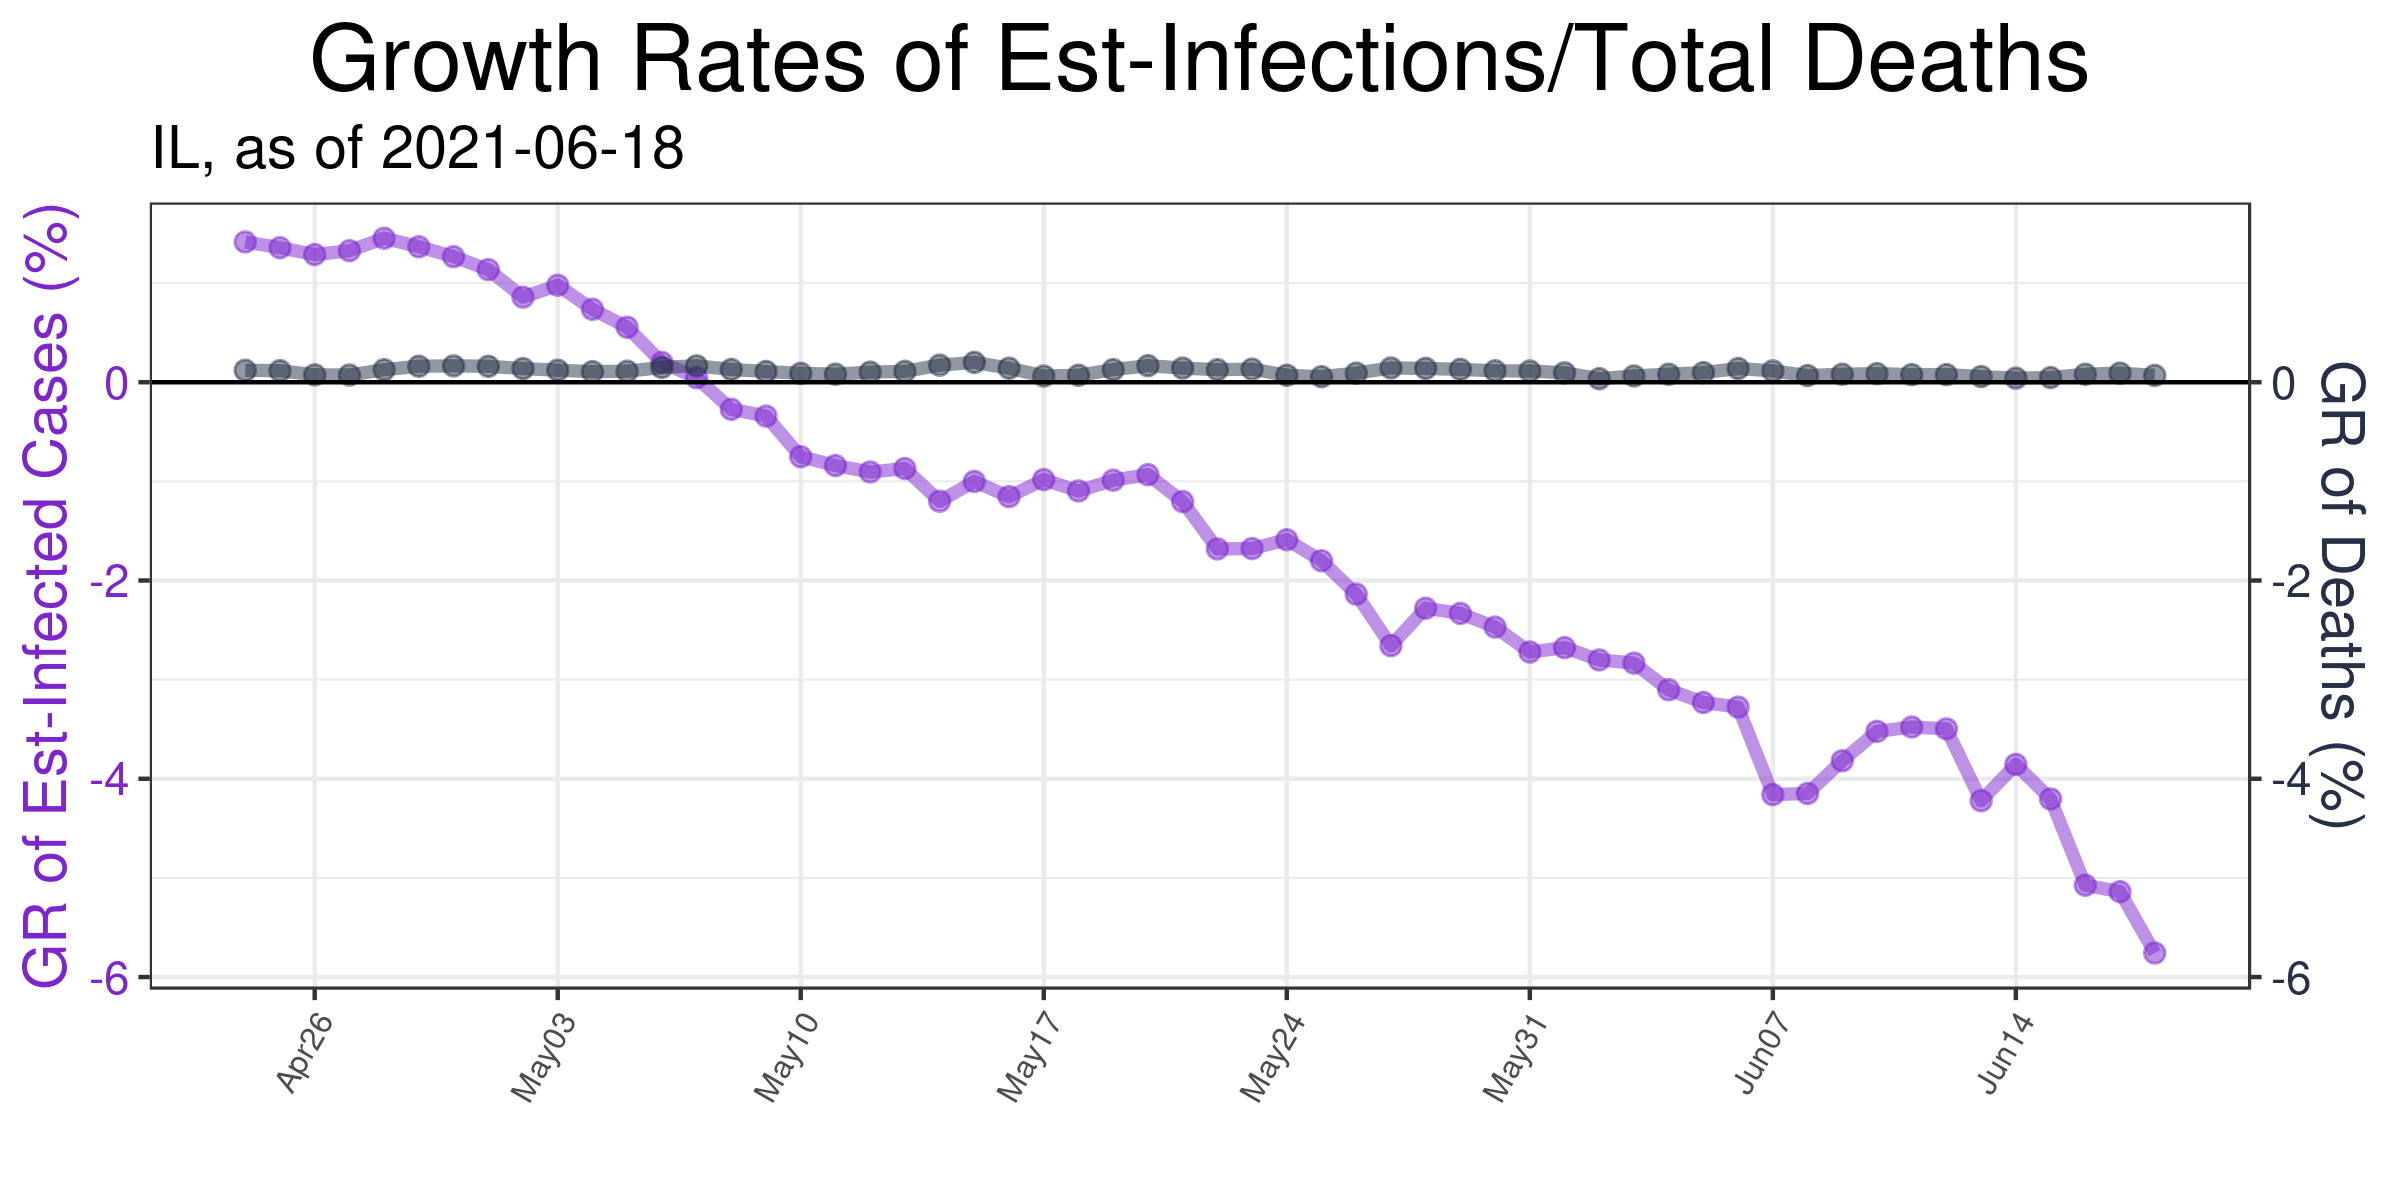 Growth Rates of Est-Infections/Total Deaths
IL, as of 2021-06-18
GR of Est-Infected Cases (%)
0
-2
-4
-6
0
-2
-4
-6
GR of Deaths (%)
Apr26
May03
May10
May17
May24
May31
Jun07
Jun14